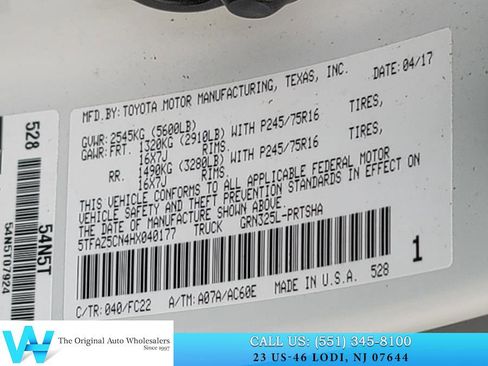 MFD.BY: TOYOTA MOTOR MANUFACTURING, TEXAS, INC. DATE: 04/17
GVWR: 2545KG (5600LB)
GAWR: FRT. 1320KG (2910LB) WITH P245/75R16 TIRES,
16X7J RIMS,
RR. 1490KG (3280LB) WITH P245/75R16 TIRES,
16X7J RIMS
THIS VEHICLE CONFORMS TO ALL APPLICABLE FEDERAL MOTOR
VEHICLE SAFETY AND THEFT PREVENTION STANDARDS IN EFFECT ON
THE DATE OF MANUFACTURE SHOWN ABOVE.
5TFAZ5CN4HX040177 TRUCK GRN325L-PRTSHA
C/TR: 040/FC22 A/TM: A07A/AC60E MADE IN U.S.A. 528
1
528
54N5T
54N5T07924
W
The Original Auto Wholesalers
Since 1997
CALL US: (551) 345-8100
23 US-46 LODI, NJ 07644